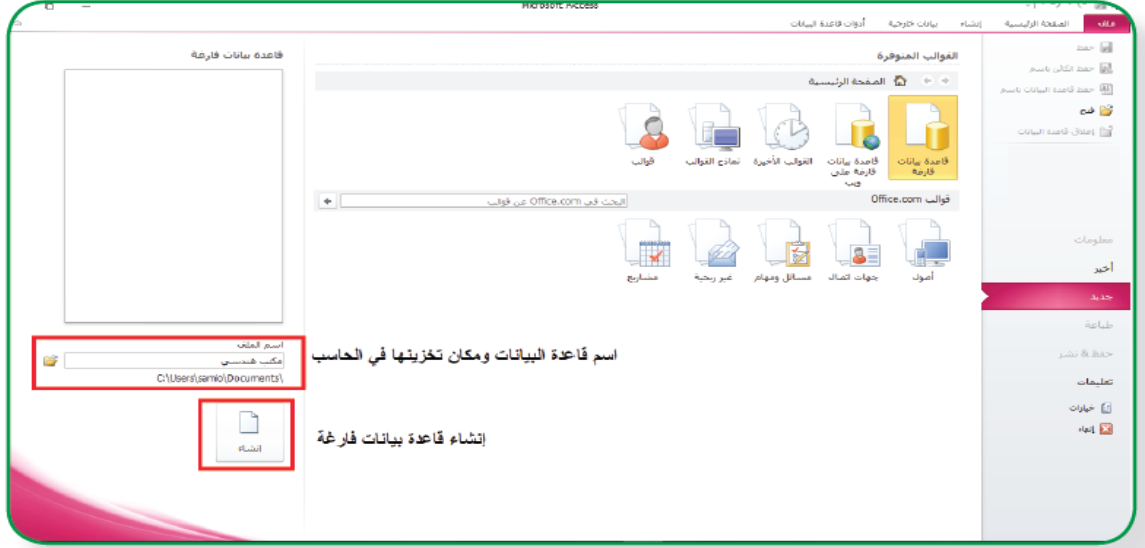 Microsoft Access
ملف الصفحة الرئيسية إنشاء بيانات خارجية أدوات قاعدة البيانات
حفظ
حفظ الكائن باسم
حفظ قاعدة البيانات باسم
فتح
إغلاق قاعدة البيانات
معلومات
أخير
جديد
طباعة
حفظ & نشر
تعليمات
خيارات
إنهاء
القوالب المتوفرة
الصفحة الرئيسية
قاعدة بيانات فارغة
قاعدة بيانات فارغة على ويب
القوالب الأخيرة
نماذج القوالب
قوالب
قوالب Office.com
البحث في Office.com عن قوالب
أصول
جهات اتصال
مسائل ومهام
غير ربحية
مشاريع
قاعدة بيانات فارغة
اسم الملف
مكتب هندسي
C:\Users\samio\Documents\
اسم قاعدة البيانات ومكان تخزينها في الحاسب
إنشاء
إنشاء قاعدة بيانات فارغة